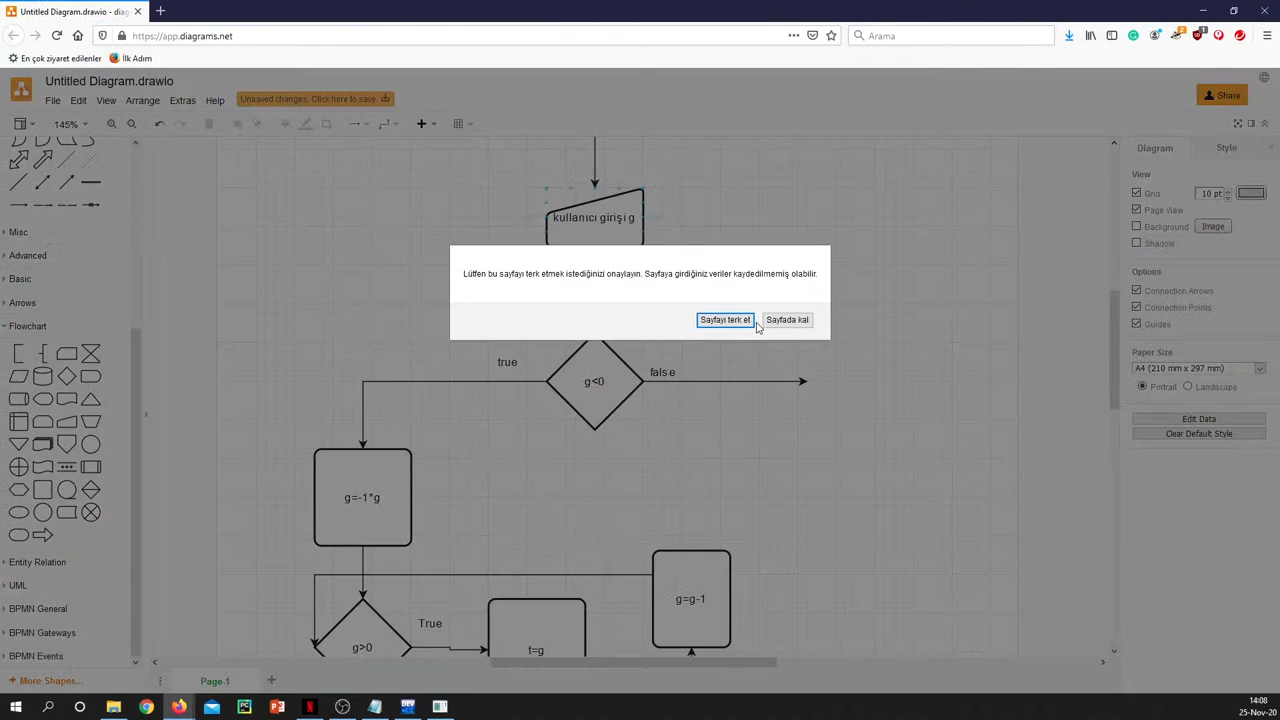 Untitled Diagram.drawio - diag
https://app.diagrams.net
Arama
En çok ziyaret edilenler
İlk Adım
Untitled Diagram.drawio
File Edit View Arrange Extras Help
Unsaved changes. Click here to save.
Share
145%
Misc
Advanced
Basic
Arrows
Flowchart
Entity Relation
UML
BPMN General
BPMN Gateways
BPMN Events
+ More Shapes...
kullanıcı girişi g
Lütfen bu sayfayı terk etmek istediğinizi onaylayın. Sayfaya girdiğiniz veriler kaydedilmemiş olabilir.
Sayfayı terk et
Sayfada kal
true
g<0
false
g=-1*g
g=g-1
True
g>0
t=g
Page-1
Diagram
Style
View
Grid
10 pt
Page View
Background
Image
Shadow
Options
Connection Arrows
Connection Points
Guides
Paper Size
A4 (210 mm x 297 mm)
Portrait
Landscape
Edit Data
Clear Default Style
14:08
25-Nov-20